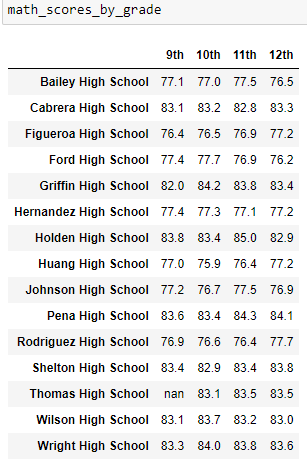 math_scores_by_grade
9th 10th 11th 12th
Bailey High School 77.1 77.0 77.5 76.5
Cabrera High School 83.1 83.2 82.8 83.3
Figueroa High School 76.4 76.5 76.9 77.2
Ford High School 77.4 77.7 76.9 76.2
Griffin High School 82.0 84.2 83.8 83.4
Hernandez High School 77.4 77.3 77.1 77.2
Holden High School 83.8 83.4 85.0 82.9
Huang High School 77.0 75.9 76.4 77.2
Johnson High School 77.2 76.7 77.5 76.9
Pena High School 83.6 83.4 84.3 84.1
Rodriguez High School 76.9 76.6 76.4 77.7
Shelton High School 83.4 82.9 83.4 83.8
Thomas High School nan 83.1 83.5 83.5
Wilson High School 83.1 83.7 83.2 83.0
Wright High School 83.3 84.0 83.8 83.6